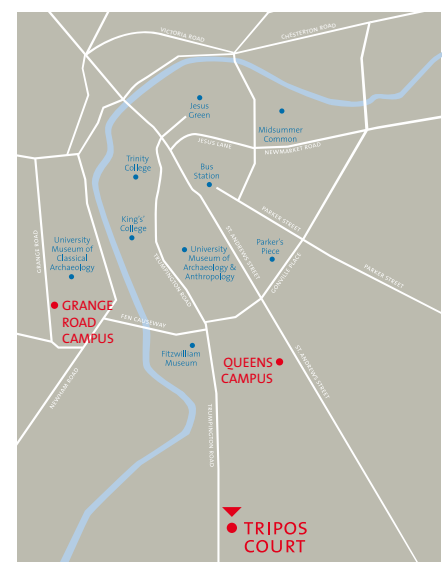 VICTORIA ROAD
CHESTERTON ROAD
Jesus
Green
Midsummer
Common
JESUS LANE
NEWMARKET ROAD
Trinity
College
Bus
Station
PARKER STREET
King's'
College
University
Museum of
Classical
Archaeology
GRANGE ROAD
University
Museum of
Archaeology &
Anthropology
ST. ANDREWS STREET
Parker's
Piece
GONVILLE PLACE
PARKER STREET
TRUMPINGTON ROAD
GRANGE
ROAD
CAMPUS
FEN CAUSEWAY
Fitzwilliam
Museum
QUEENS
CAMPUS
ST. ANDREWS STREET
NEWHAM ROAD
TRUMPINGTON ROAD
TRIPOS
COURT